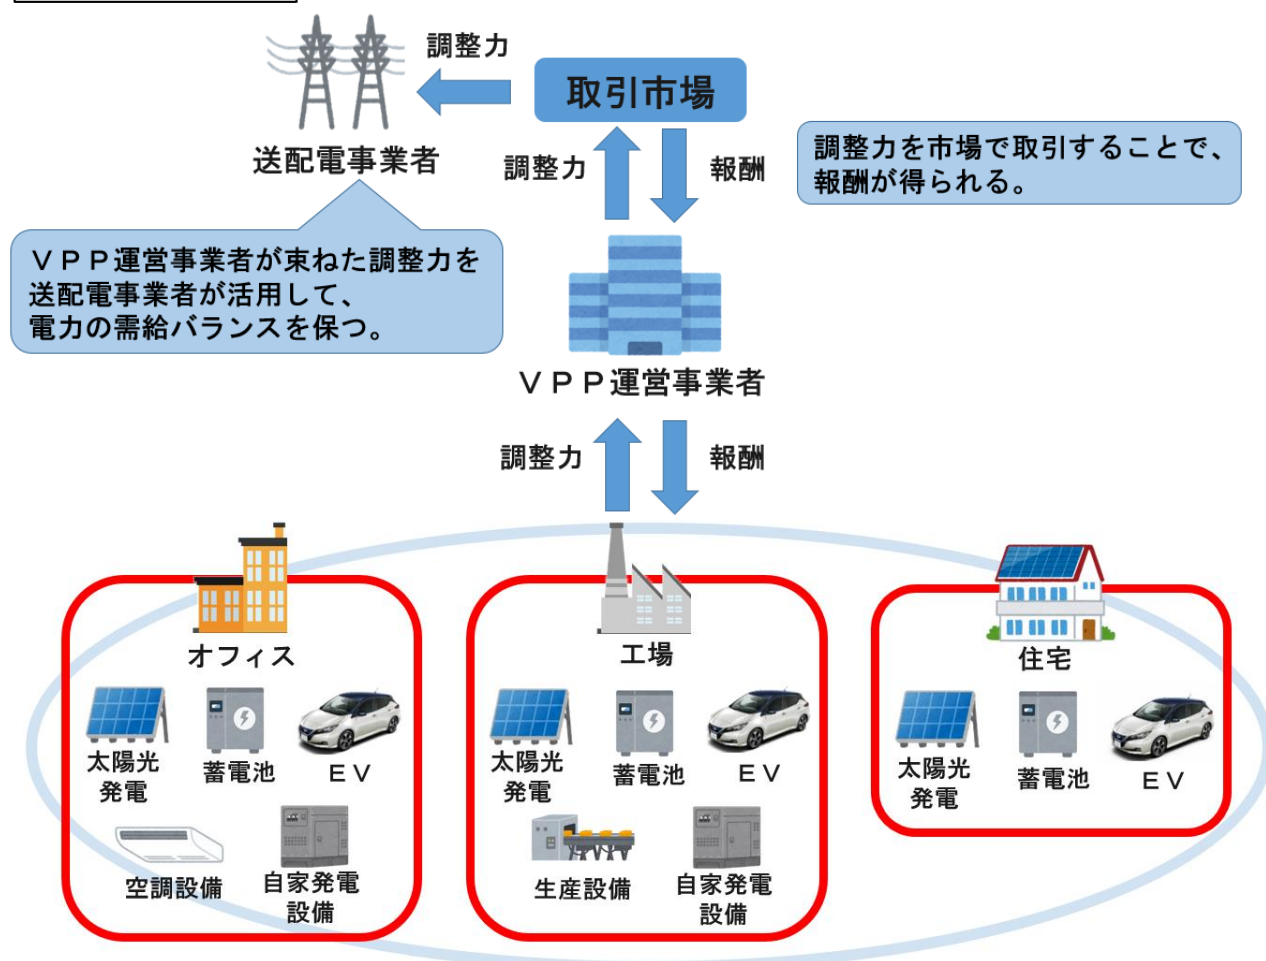 調整力
取引市場
送配電事業者
調整力
報酬
調整力を市場で取引することで、
報酬が得られる。
ＶＰＰ運営事業者が束ねた調整力を
送配電事業者が活用して、
電力の需給バランスを保つ。
ＶＰＰ運営事業者
調整力
報酬
オフィス
太陽光
発電
蓄電池
ＥＶ
空調設備
自家発電
設備
工場
太陽光
発電
蓄電池
ＥＶ
生産設備
自家発電
設備
住宅
太陽光
発電
蓄電池
ＥＶ